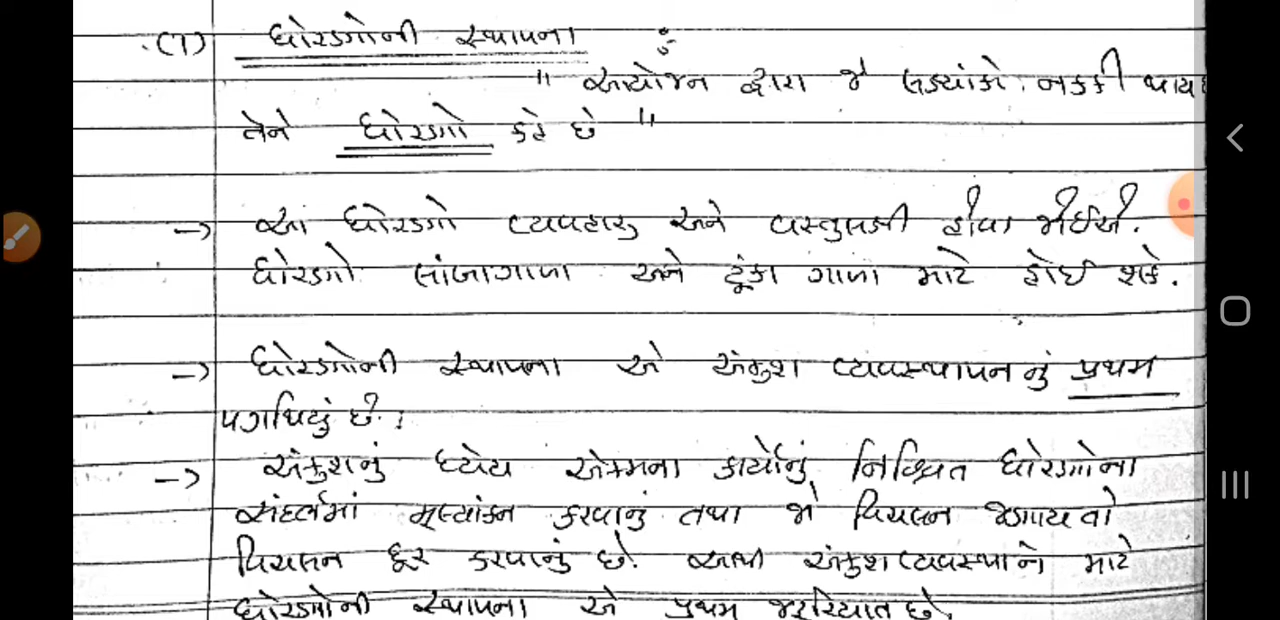 (1) ધોરણોની સ્થાપના :
" આયોજન દ્વારા જે લક્ષ્યાંકો નક્કી થાય
તેને ધોરણો કહે છે "
→ આ ધોરણો વ્યવહારુ અને વસ્તુલક્ષી હોવા જોઈએ.
ધોરણો લાંબાગાળા અને ટૂંકા ગાળા માટે હોઈ શકે.
→ ધોરણોની સ્થાપના એ અંકુશ વ્યવસ્થાપનનું પ્રથમ
પગથિયું છે.
→ અંકુશનું ધ્યેય એકમના કાર્યોનું નિશ્ચિત ધોરણોના
સંદર્ભમાં મૂલ્યાંકન કરવાનું તથા જો વિચલન જણાય તો
વિચલન દૂર કરવાનું છે. આથી અંકુશ વ્યવસ્થાને માટે
ધોરણોની સ્થાપના એ પ્રથમ જરૂરિયાત છે.